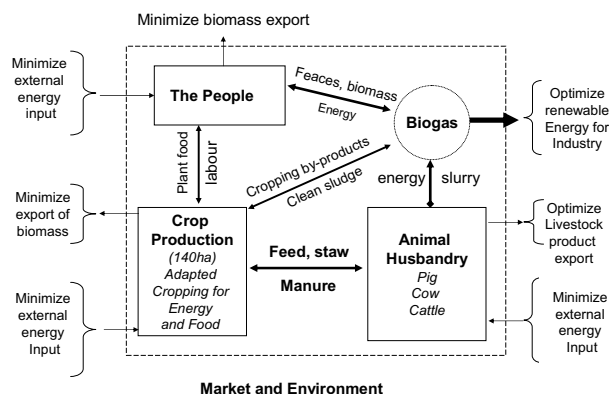 Minimize biomass export
Minimize
external
energy
input
The People
Feaces, biomass
Energy
Biogas
Optimize
renewable
Energy for
Industry
Plant food
labour
Cropping by-products
Clean sludge
energy slurry
Minimize
export of
biomass
Crop
Production
(140ha)
Adapted
Cropping for
Energy
and Food
Feed, staw
Manure
Animal
Husbandry
Pig
Cow
Cattle
Optimize
Livestock
product
export
Minimize
external
energy
Input
Minimize
external
energy
Input
Market and Environment